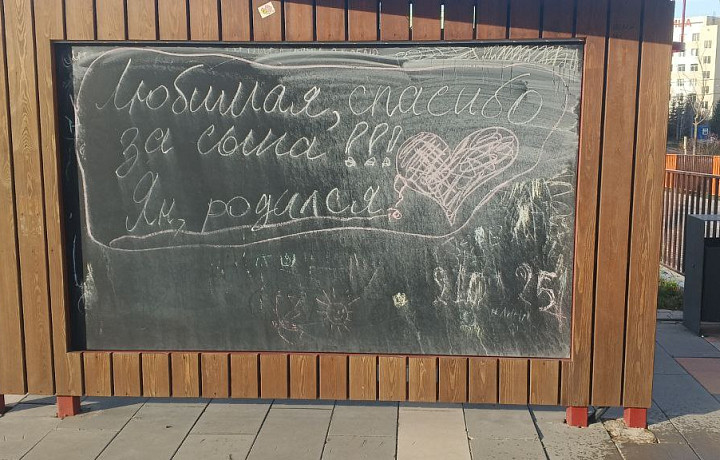 Любимая, спасибо
за сына !!!
Ян, родился